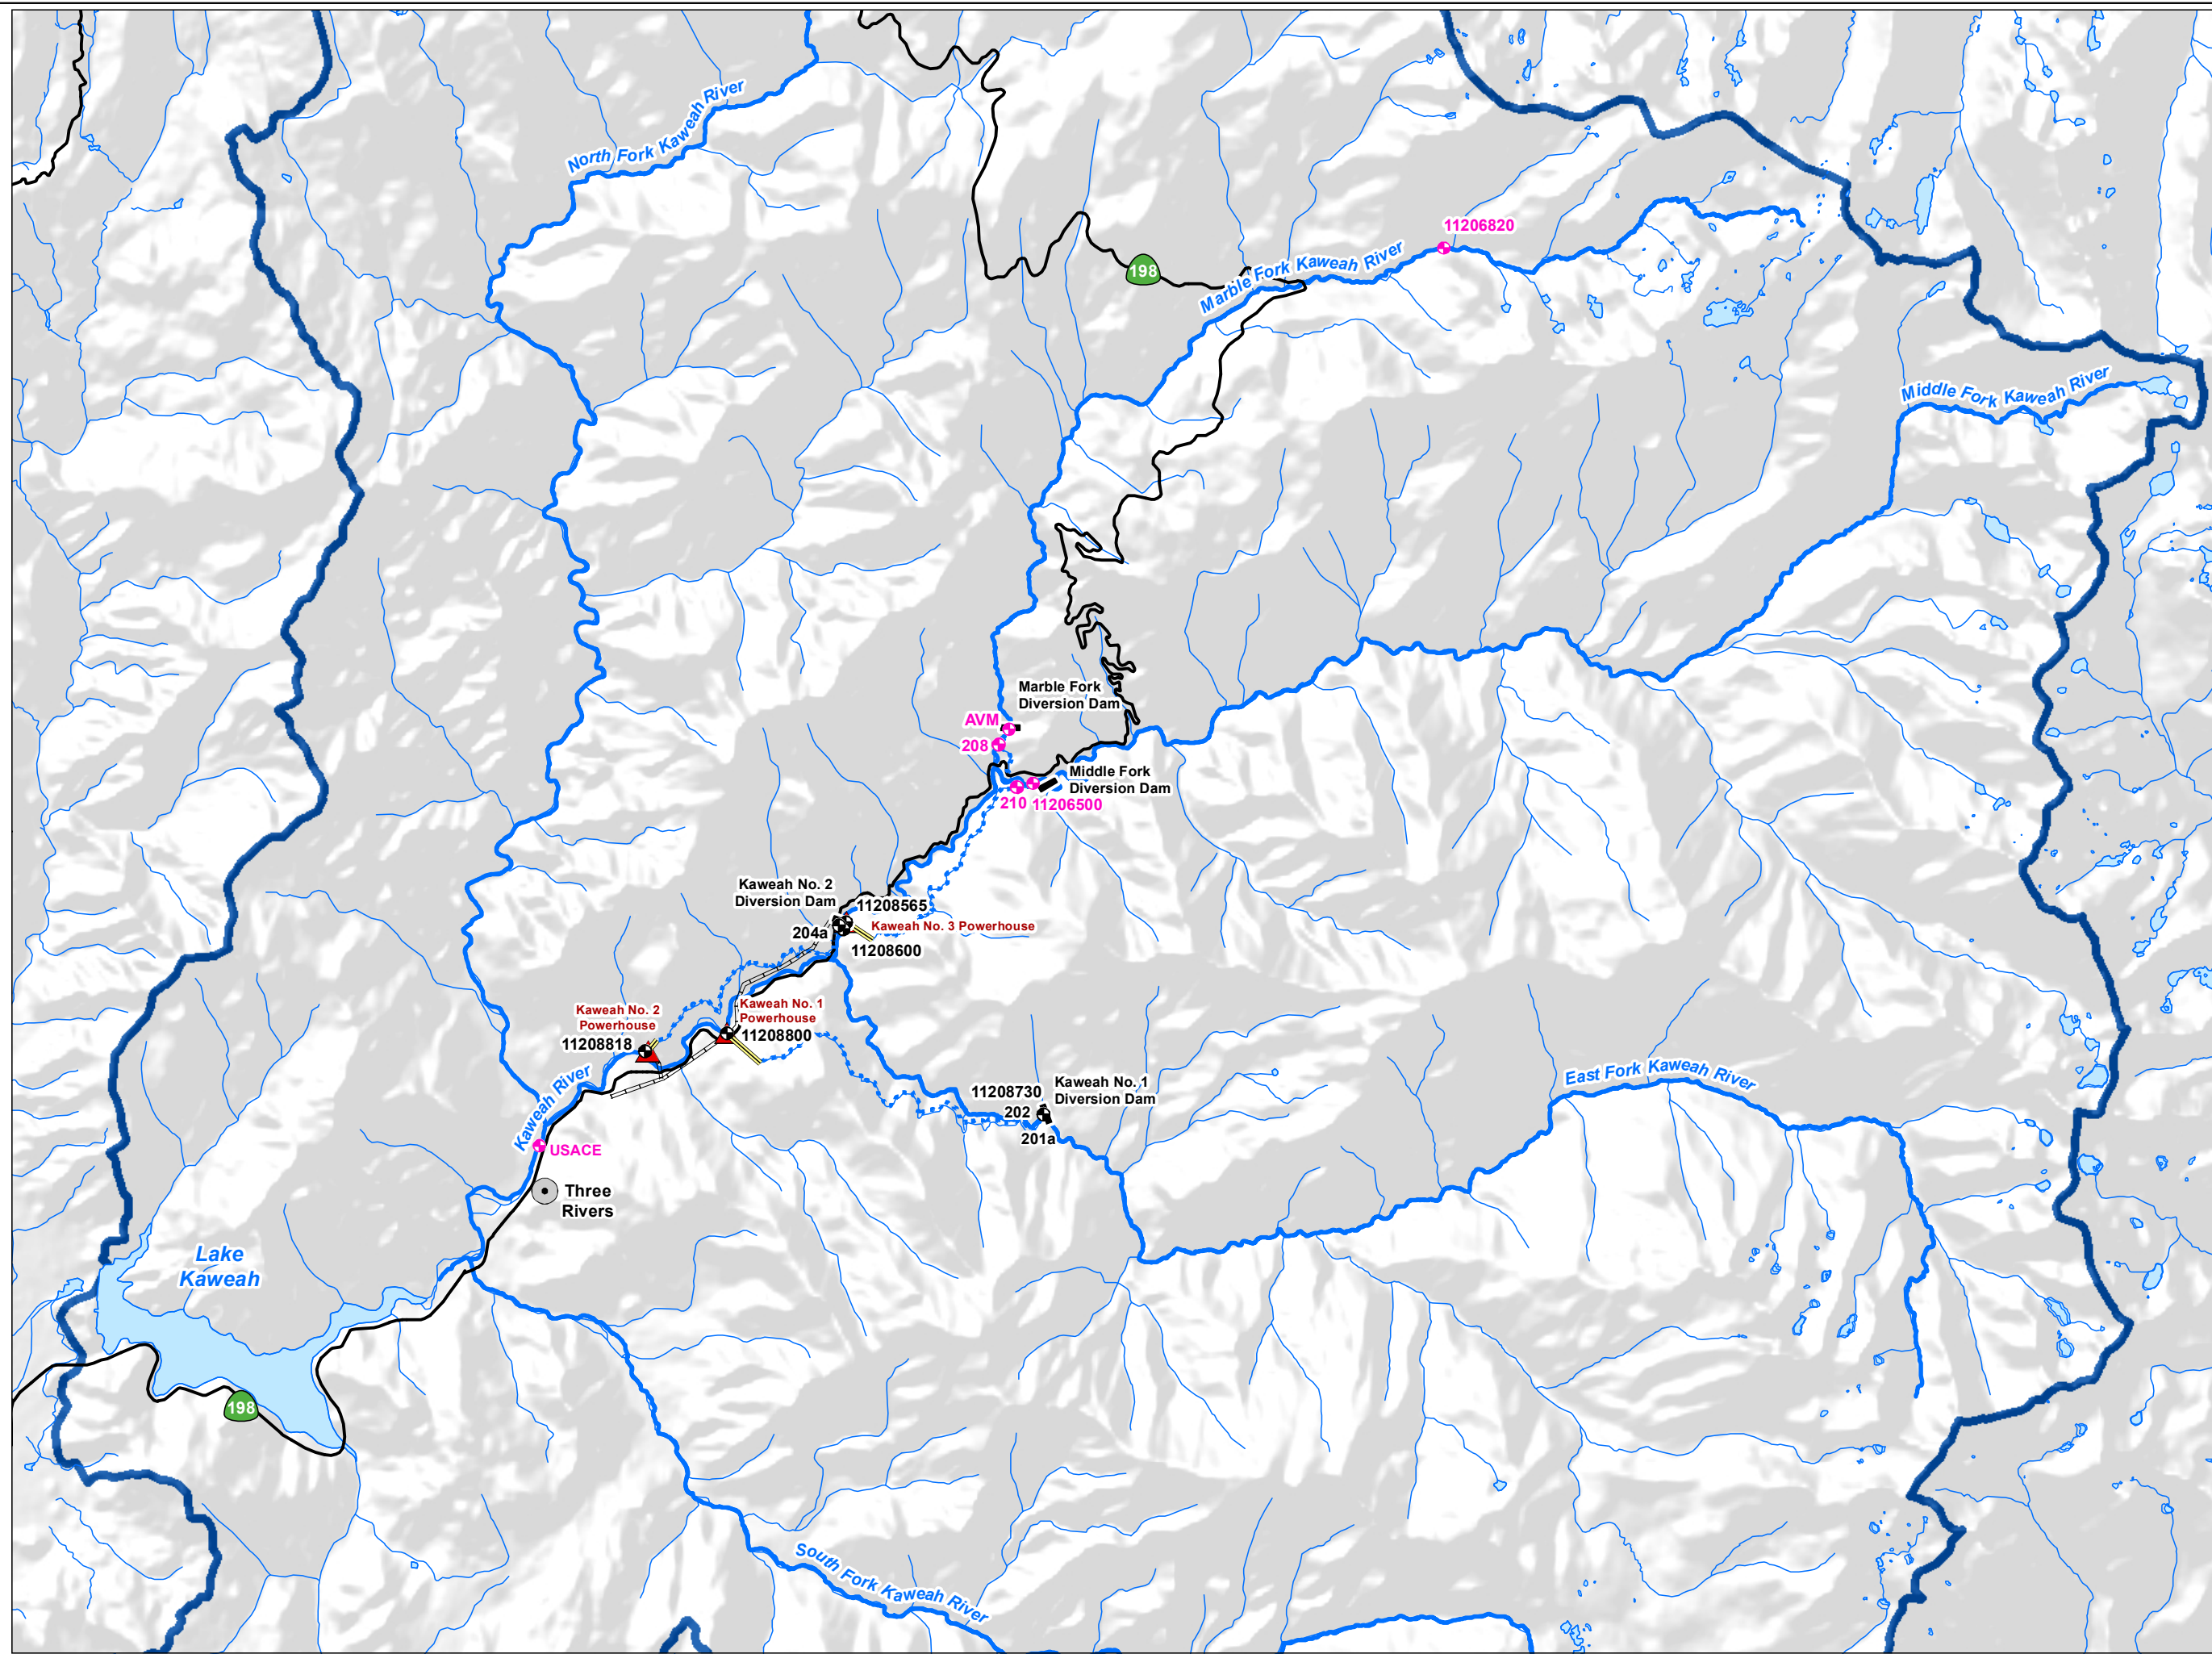 North Fork Kaweah River
11206820
198
Marble Fork Kaweah River
Middle Fork Kaweah River
Marble Fork
Diversion Dam
AVM
208
Middle Fork
Diversion Dam
210
11206500
Kaweah No. 2
Diversion Dam
11208565
Kaweah No. 3 Powerhouse
204a
11208600
Kaweah No. 2
Powerhouse
Kaweah No. 1
Powerhouse
11208818
11208800
East Fork Kaweah River
Kaweah No. 1
Diversion Dam
11208730
202
201a
Kaweah River
USACE
Three
Rivers
Lake
Kaweah
198
South Fork Kaweah River